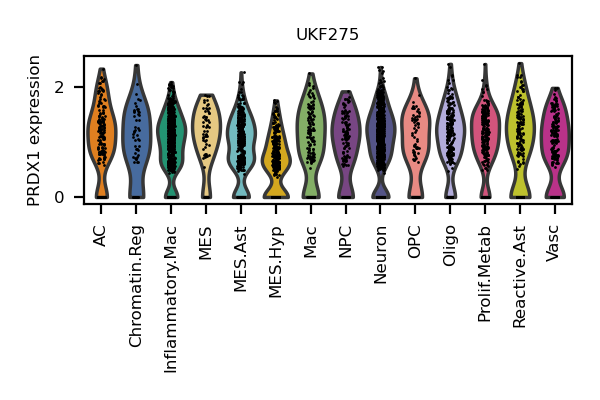 UKF275
PRDX1 expression
2
0
AC
Chromatin.Reg
Inflammatory.Mac
MES
MES.Ast
MES.Hyp
Mac
NPC
Neuron
OPC
Oligo
Prolif.Metab
Reactive.Ast
Vasc